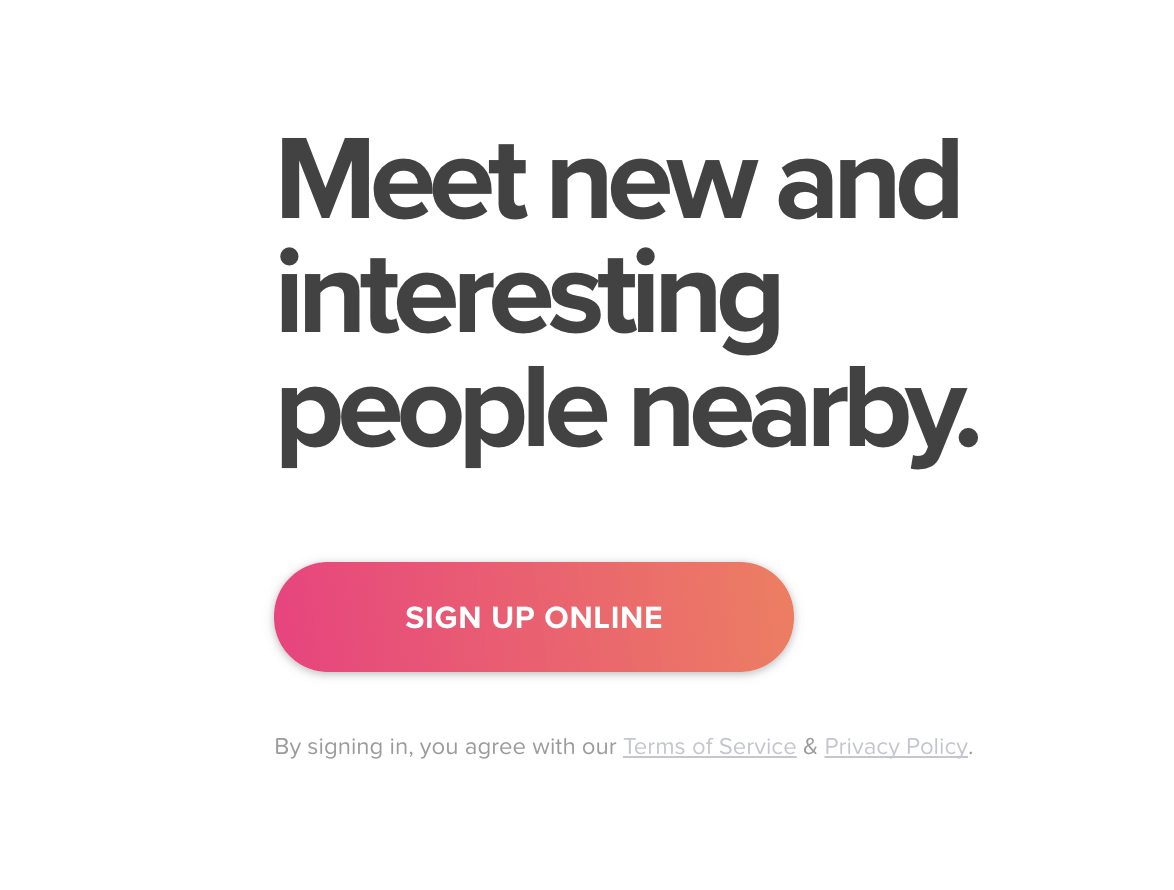 Meet new and
interesting
people nearby.
SIGN UP ONLINE
By signing in, you agree with our Terms of Service & Privacy Policy.